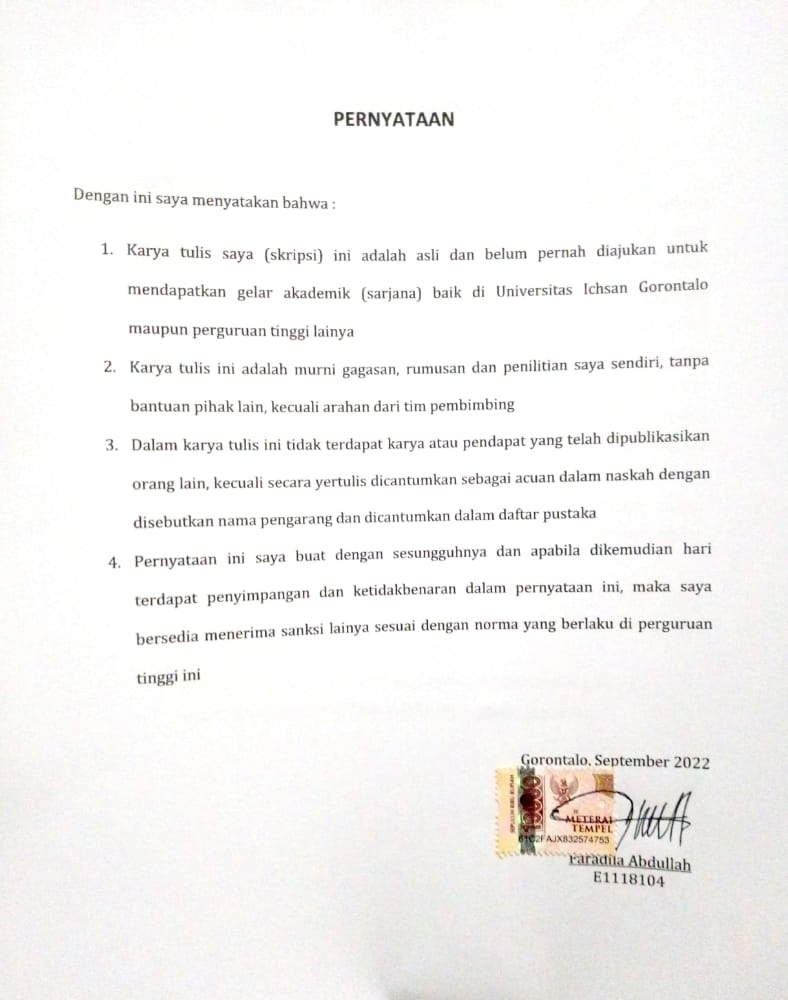 PERNYATAAN
Dengan ini saya menyatakan bahwa :
1. Karya tulis saya (skripsi) ini adalah asli dan belum pernah diajukan untuk
mendapatkan gelar akademik (sarjana) baik di Universitas Ichsan Gorontalo
maupun perguruan tinggi lainya
2. Karya tulis ini adalah murni gagasan, rumusan dan penilitian saya sendiri, tanpa
bantuan pihak lain, kecuali arahan dari tim pembimbing
3. Dalam karya tulis ini tidak terdapat karya atau pendapat yang telah dipublikasikan
orang lain, kecuali secara yertulis dicantumkan sebagai acuan dalam naskah dengan
disebutkan nama pengarang dan dicantumkan dalam daftar pustaka
4. Pernyataan ini saya buat dengan sesungguhnya dan apabila dikemudian hari
terdapat penyimpangan dan ketidakbenaran dalam pernyataan ini, maka saya
bersedia menerima sanksi lainya sesuai dengan norma yang berlaku di perguruan
tinggi ini
Gorontalo, September 2022
10000
METERAI
TEMPEL
61C2FAJX832574753
Faradila Abdullah
E1118104